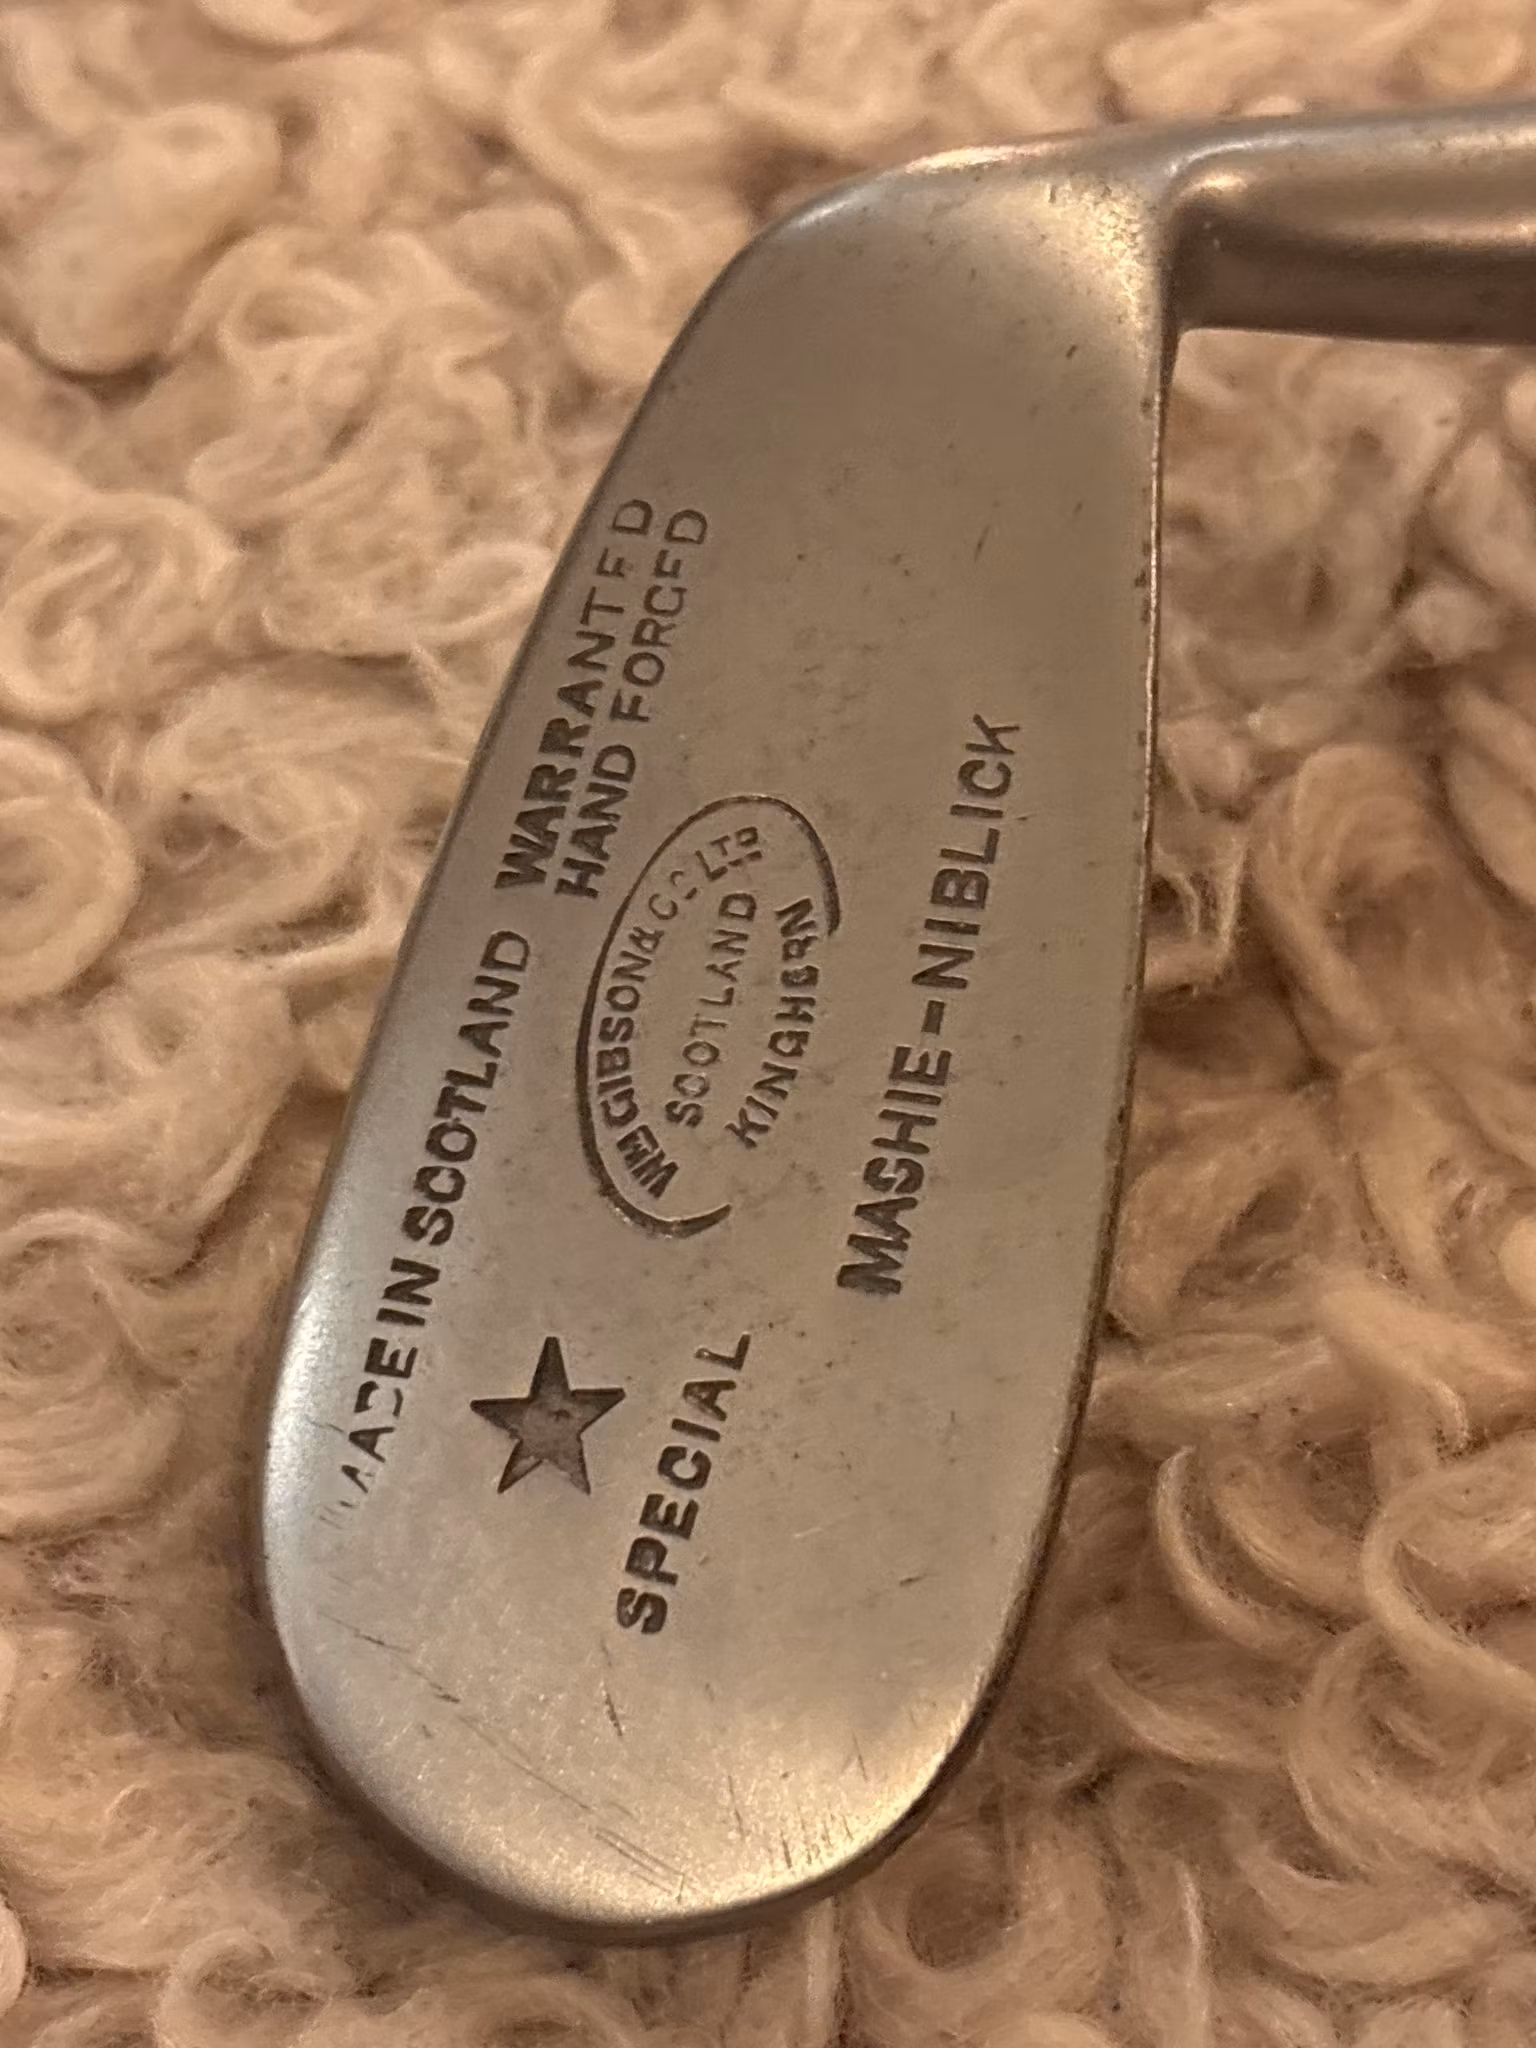 MADE IN SCOTLAND
WARRANTED
HAND FORGED
WM GIBSON & CO LTD
SCOTLAND
KINGHORN
SPECIAL
MASHIE-NIBLICK